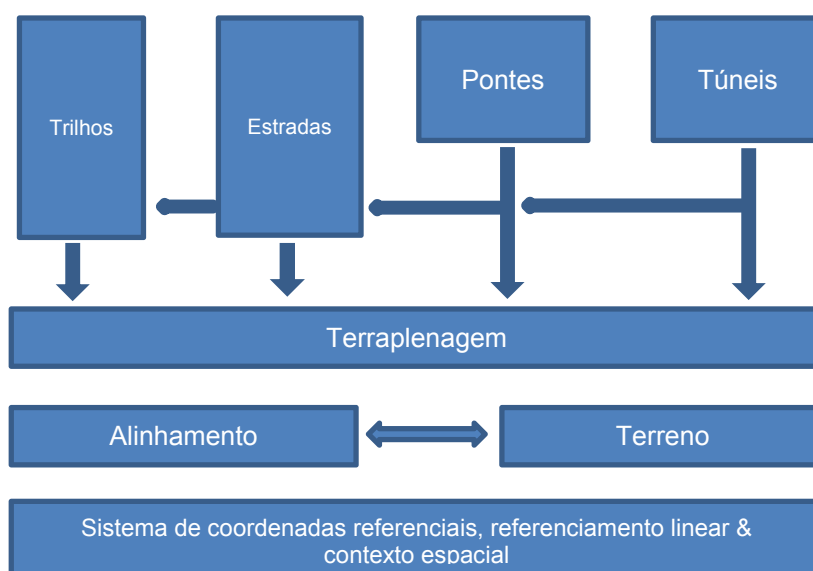 Trilhos
Estradas
Pontes
Túneis
Terraplenagem
Alinhamento
Terreno
Sistema de coordenadas referenciais, referenciamento linear &
contexto espacial